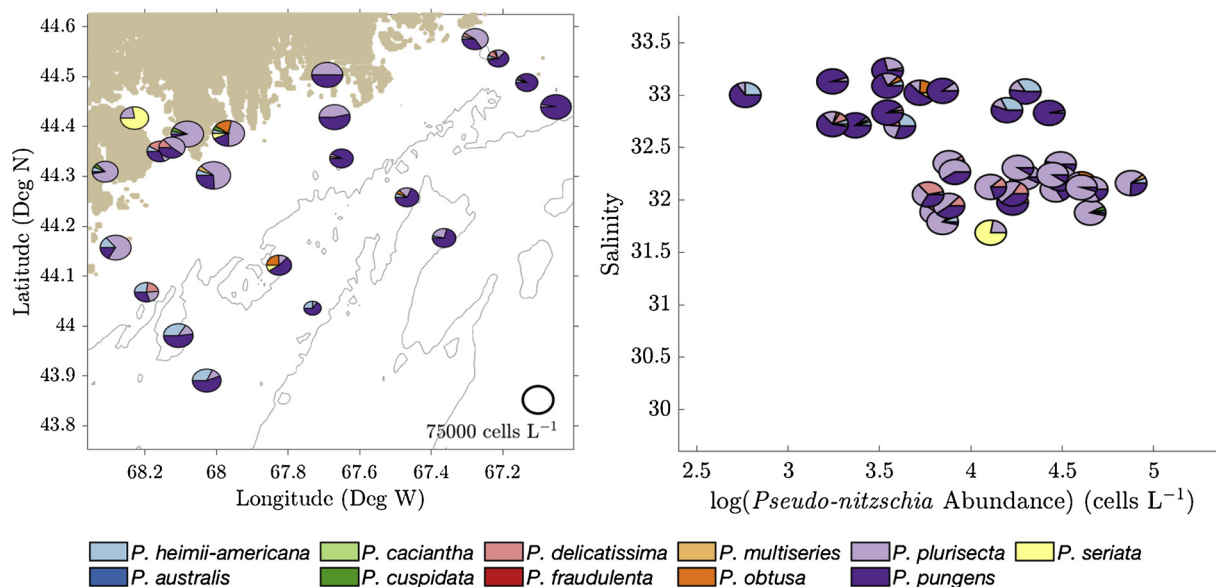 44.6
44.5
44.4
44.3
44.2
44.1
44
43.9
43.8
Latitude (Deg N)
75000 cells L⁻¹
68.2 68 67.8 67.6 67.4 67.2
Longitude (Deg W)
33.5
33
32.5
32
31.5
31
30.5
30
Salinity
2.5 3 3.5 4 4.5 5
log(Pseudo-nitzschia Abundance) (cells L⁻¹)
P. heimii-americana P. caciantha P. delicatissima P. multiseries P. plurisecta P. seriata
P. australis P. cuspidata P. fraudulenta P. obtusa P. pungens